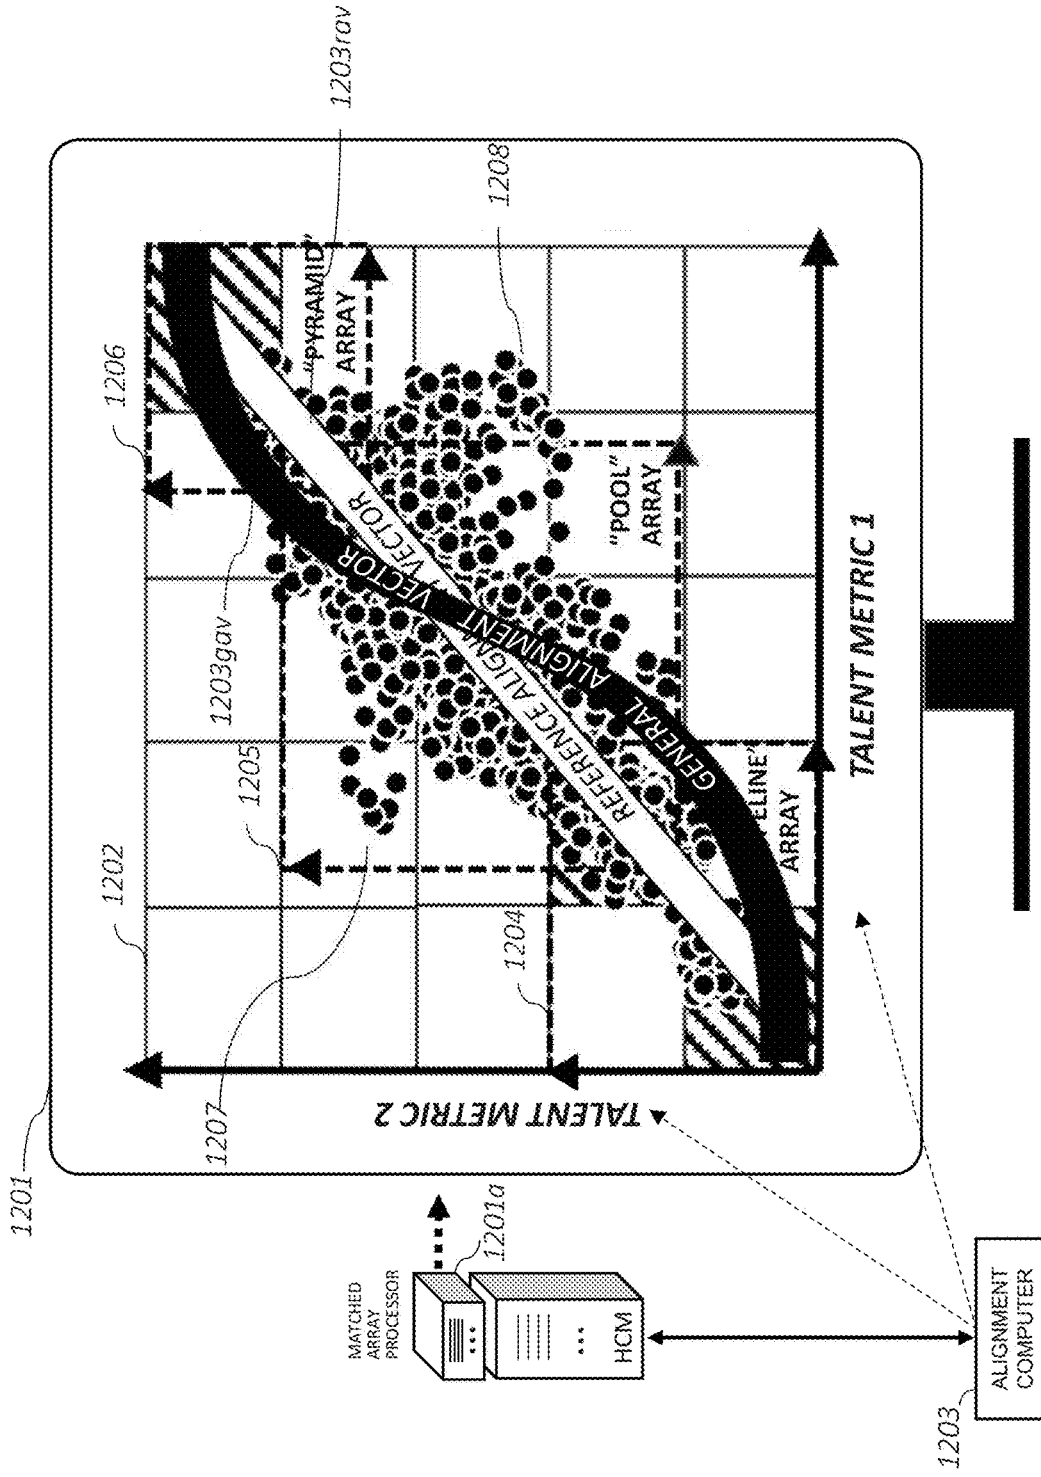 1201
1202
1206
1203rav
1205
1203gav
1207
1204
1208
"PYRAMID"
ARRAY
"POOL"
ARRAY
ELINE"
ARRAY
REFERENCE ALIGNMENT VECTOR
GENERAL ALIGNMENT VECTOR
TALENT METRIC 2
TALENT METRIC 1
MATCHED
ARRAY
PROCESSOR
1201a
HCM
1203
ALIGNMENT
COMPUTER